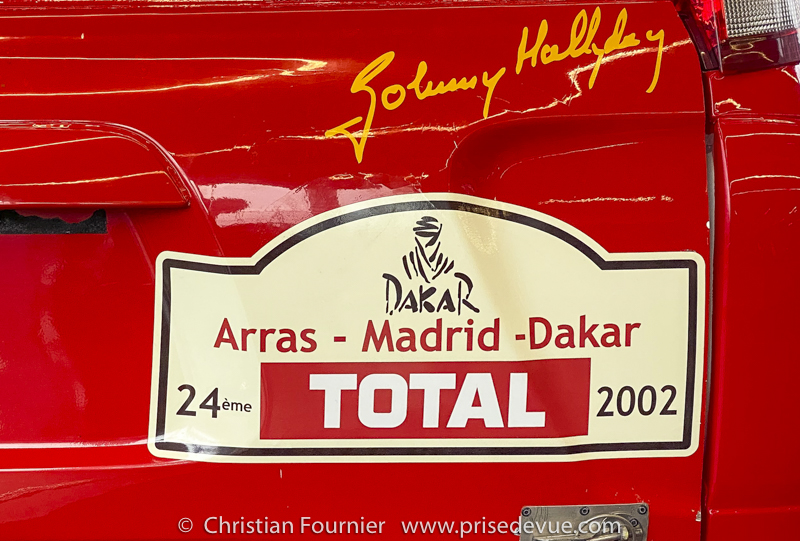 Johnny Hallyday
DAKAR
Arras - Madrid -Dakar
24ème TOTAL 2002
© Christian Fournier www.prisedevue.com